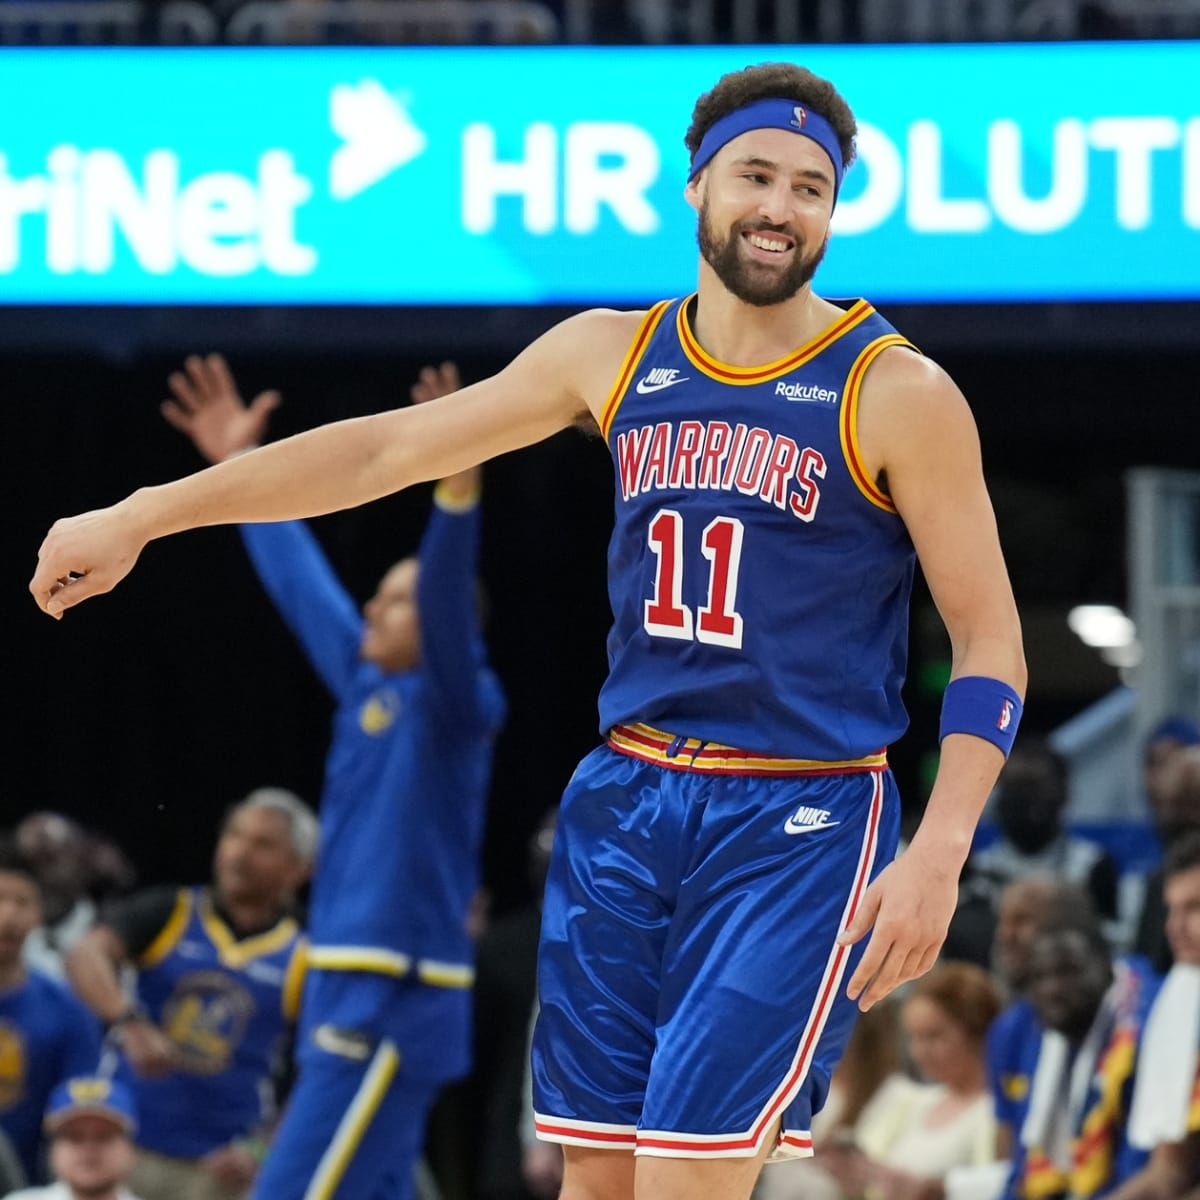 riNet HR OLUTI
NIKE
Rakuten
WARRIORS
11
NIKE